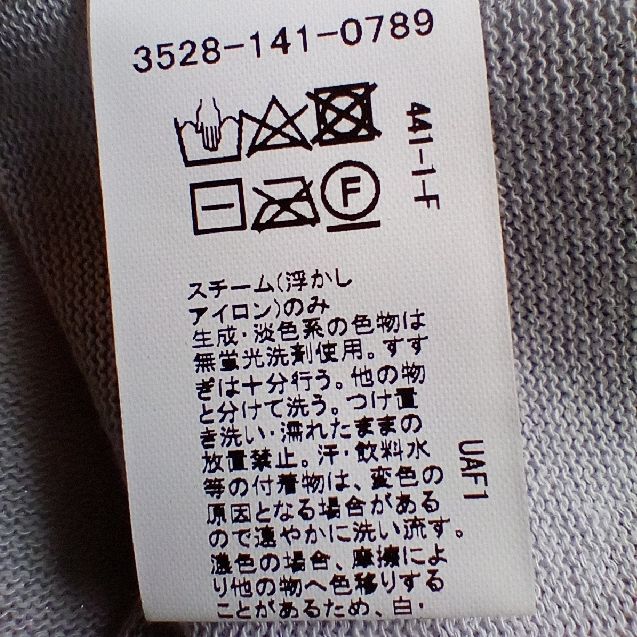 3528-141-0789
441-1-F
F
スチーム(浮かし
アイロン)のみ
生成・淡色系の色物は
無蛍光洗剤使用。すす
ぎは十分行う。他の物
と分けて洗う。つけ置
き洗い・濡れたままの
放置禁止。汗・飲料水
等の付着物は、変色の
原因となる場合がある
ので速やかに洗い流す。
濃色の場合、摩擦によ
り他の物へ色移りする
ことがあるため、白・
UAF1